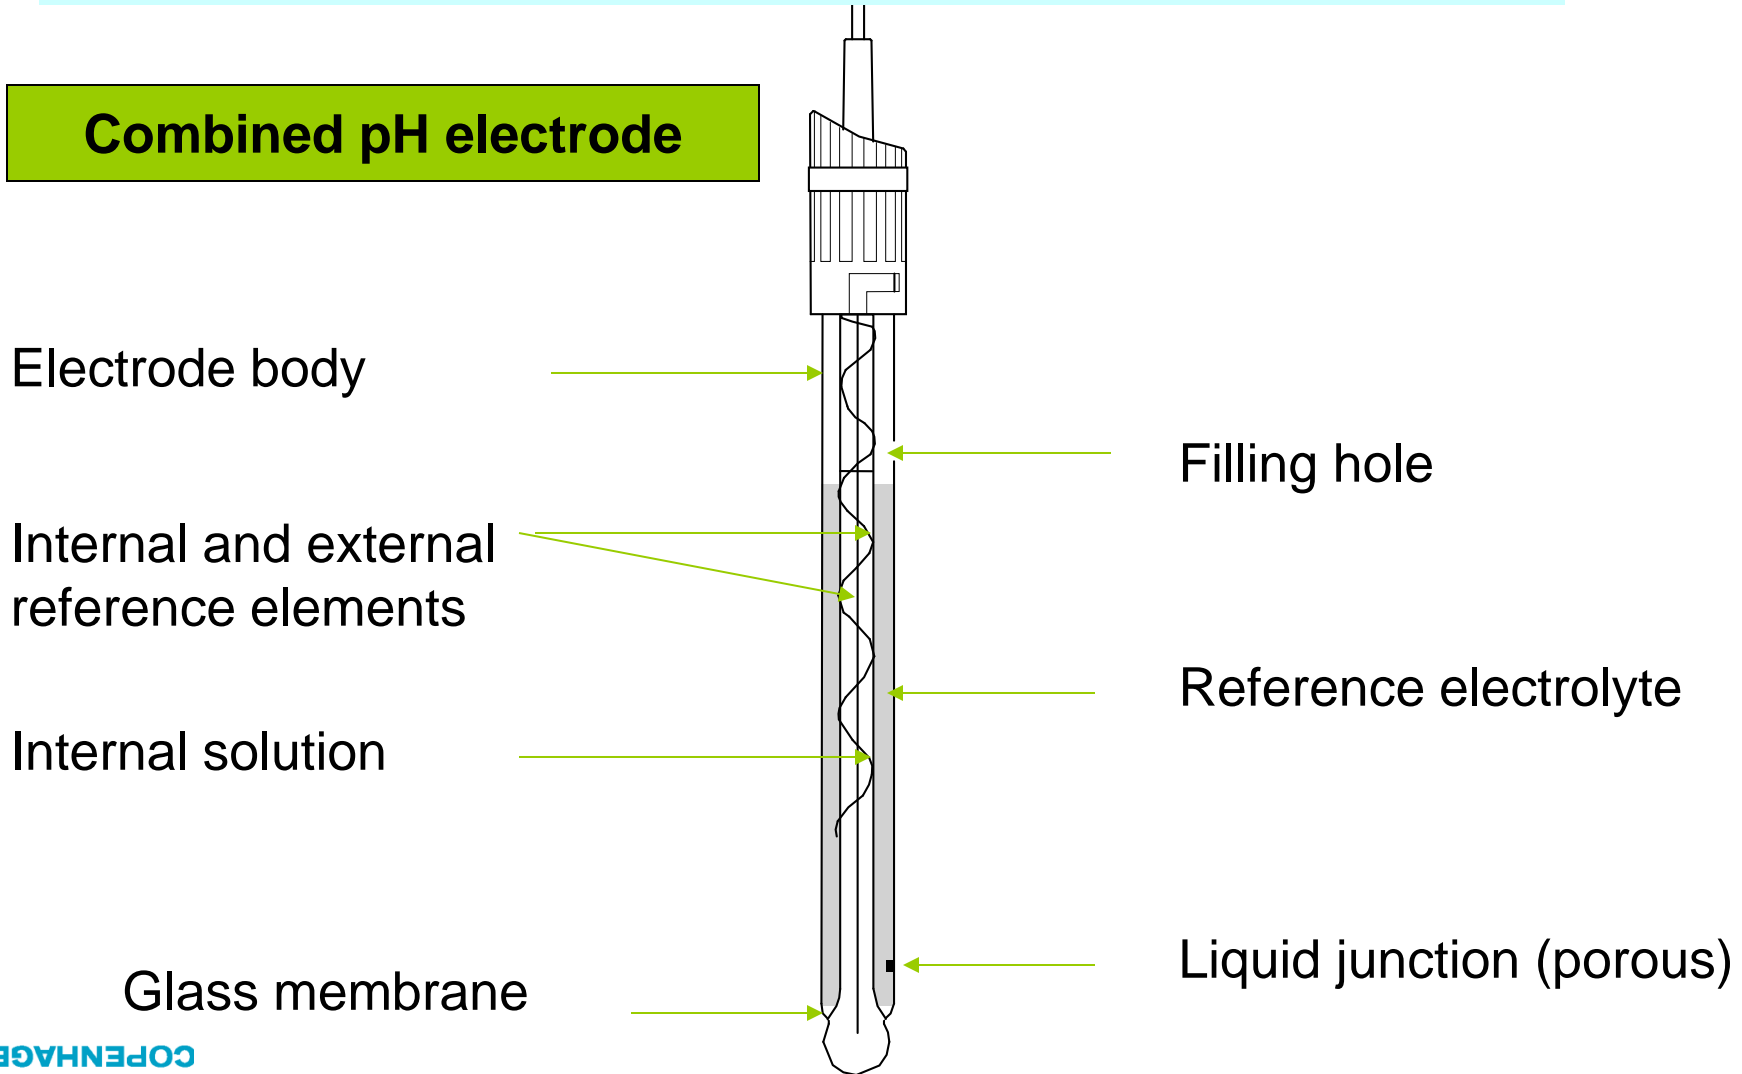 Combined pH electrode
Electrode body
Filling hole
Internal and external
reference elements
Reference electrolyte
Internal solution
Liquid junction (porous)
Glass membrane
COPENHAGE